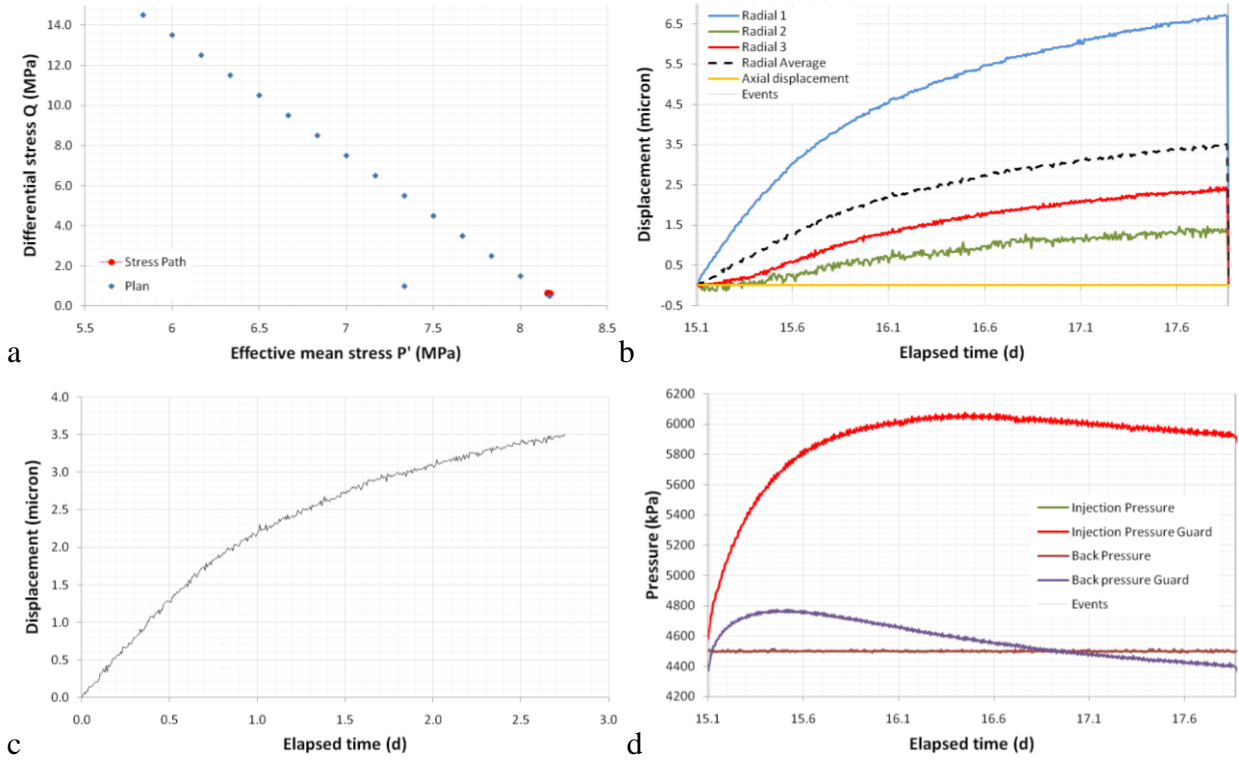 14.0
12.0
10.0
8.0
6.0
4.0
2.0
0.0
Differential stress Q (MPa)
Stress Path
Plan
5.5
6
6.5
7
7.5
8
8.5
Effective mean stress P' (MPa)
a
6.5
5.5
4.5
3.5
2.5
1.5
0.5
-0.5
Displacement (micron)
Radial 1
Radial 2
Radial 3
Radial Average
Axial displacement
Events
15.1
15.6
16.1
16.6
17.1
17.6
Elapsed time (d)
b
4.0
3.5
3.0
2.5
2.0
1.5
1.0
0.5
0.0
Displacement (micron)
0.0
0.5
1.0
1.5
2.0
2.5
3.0
Elapsed time (d)
c
6200
6000
5800
5600
5400
5200
5000
4800
4600
4400
4200
Pressure (kPa)
Injection Pressure
Injection Pressure Guard
Back Pressure
Back pressure Guard
Events
15.1
15.6
16.1
16.6
17.1
17.6
Elapsed time (d)
d